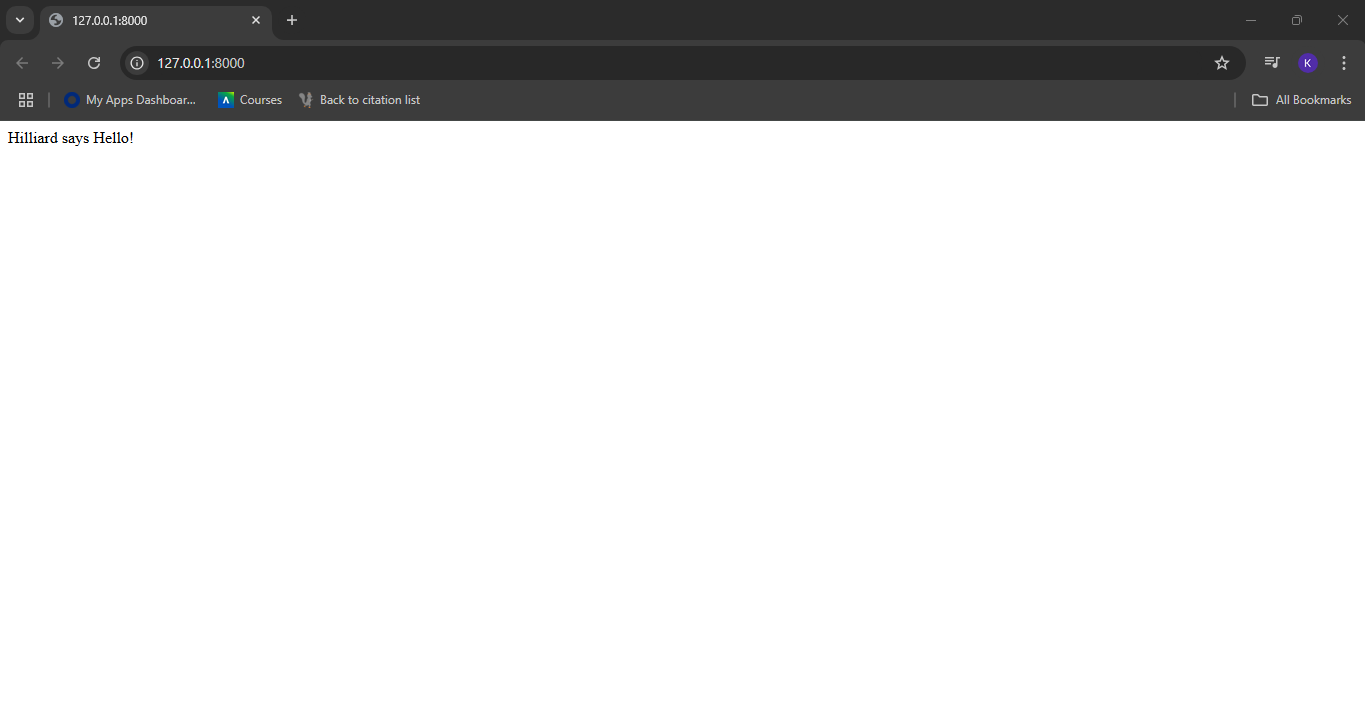 127.0.0.1:8000
127.0.0.1:8000
K
My Apps Dashboar...
Courses
Back to citation list
All Bookmarks
Hilliard says Hello!